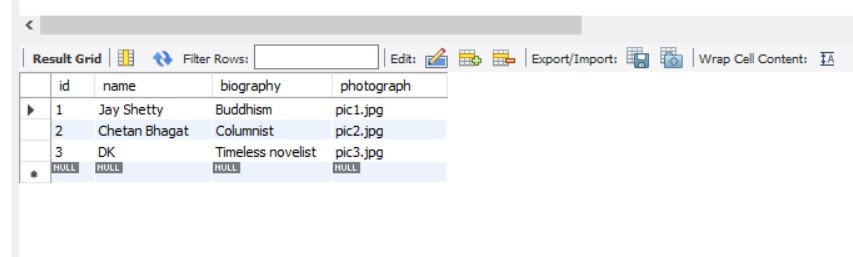 Result Grid Filter Rows: Edit: Export/Import: Wrap Cell Content: IA
id name biography photograph
1 Jay Shetty Buddhism pic1.jpg
2 Chetan Bhagat Columnist pic2.jpg
3 DK Timeless novelist pic3.jpg
NULL NULL NULL NULL